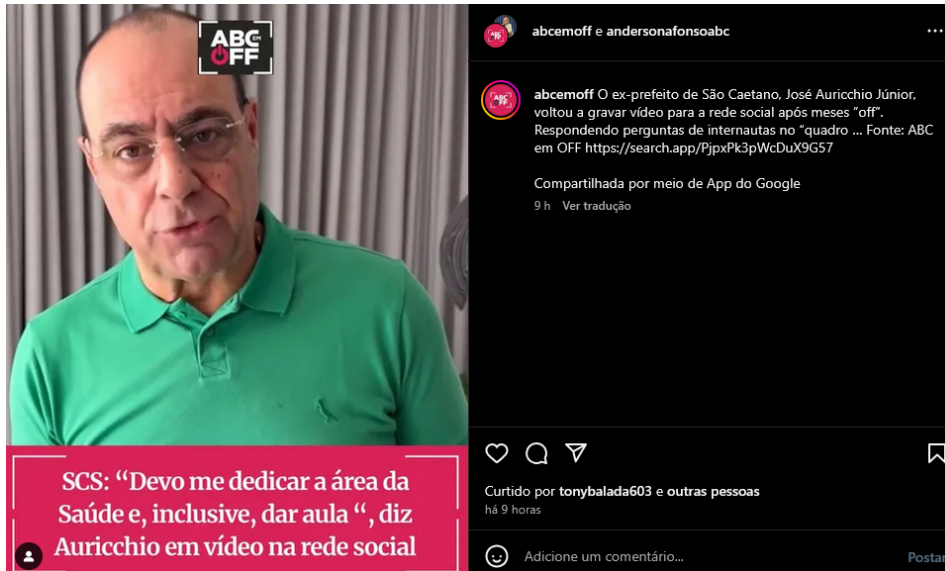 ABC EM
OFF
SCS: “Devo me dedicar a área da
Saúde e, inclusive, dar aula “, diz
Auricchio em vídeo na rede social
abcemoff e andersonafonsoabc
abcemoff O ex-prefeito de São Caetano, José Auricchio Júnior,
voltou a gravar vídeo para a rede social após meses “off”.
Respondendo perguntas de internautas no “quadro ... Fonte: ABC
em OFF https://search.app/PjpxPk3pWcDuX9G57
Compartilhada por meio de App do Google
9 h Ver tradução
Curtido por tonybalada603 e outras pessoas
há 9 horas
Adicione um comentário...
Postar